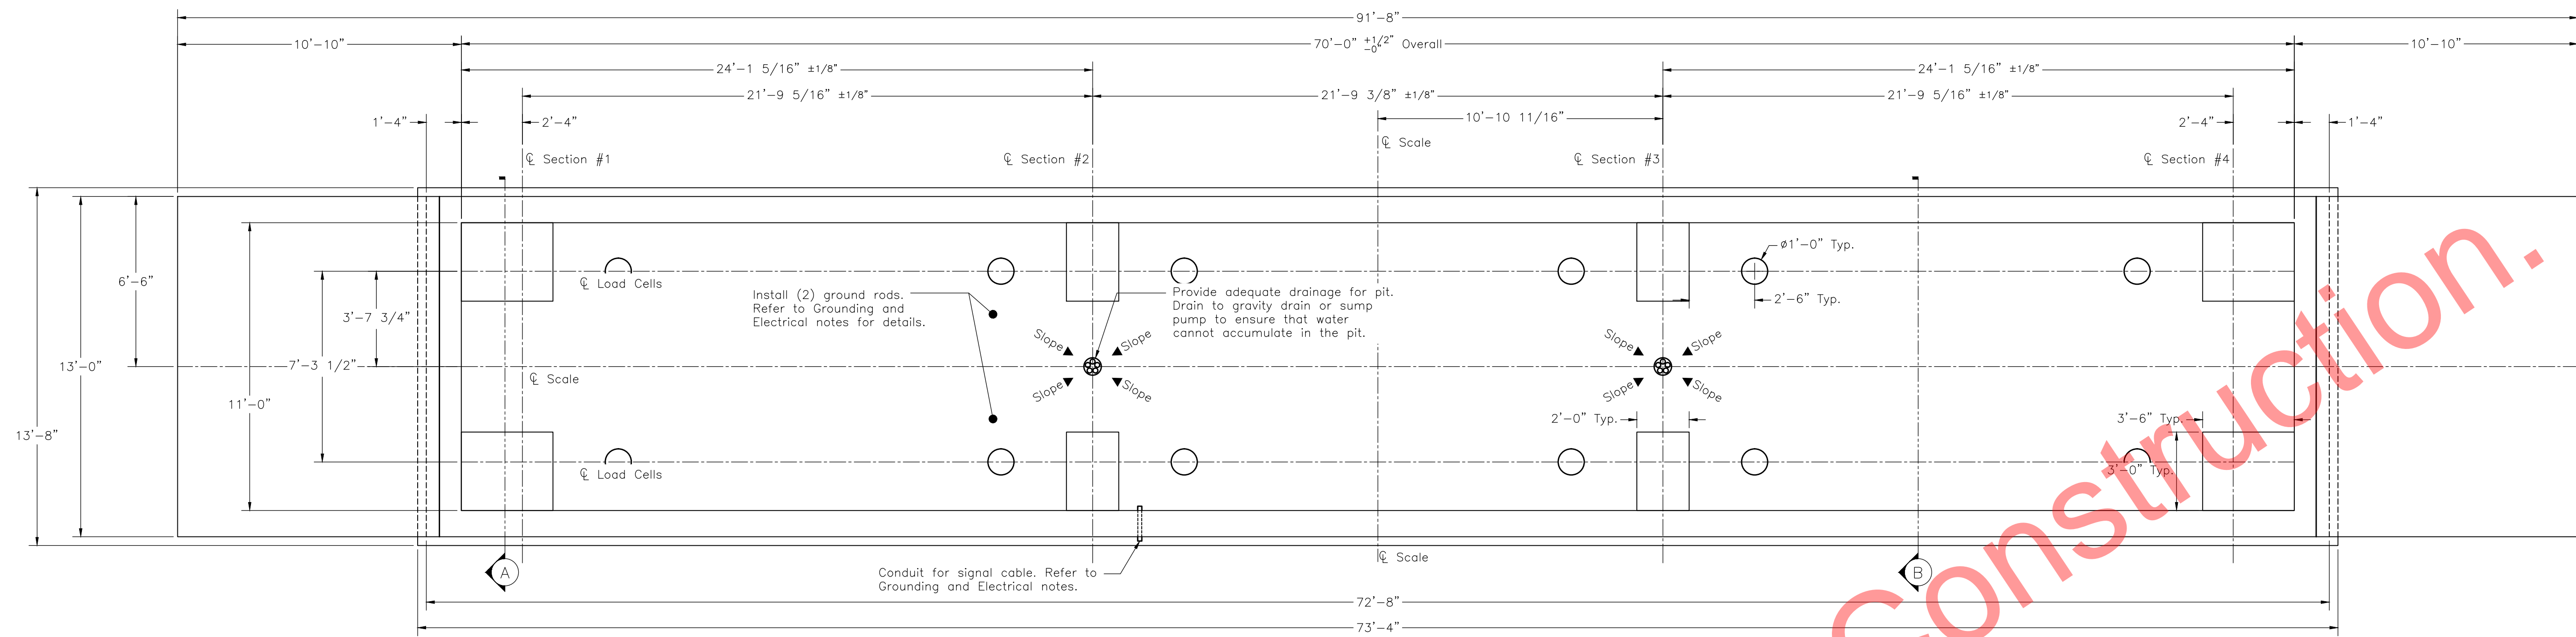 91'-8"
10'-10"
70'-0" +1/2" -0" Overall
10'-10"
24'-1 5/16" ±1/8"
24'-1 5/16" ±1/8"
21'-9 5/16" ±1/8"
21'-9 3/8" ±1/8"
21'-9 5/16" ±1/8"
1'-4"
2'-4"
10'-10 11/16"
2'-4"
1'-4"
℄ Scale
℄ Section #1
℄ Section #2
℄ Section #3
℄ Section #4
ø1'-0" Typ.
6'-6"
℄ Load Cells
Install (2) ground rods.
Refer to Grounding and
Electrical notes for details.
Provide adequate drainage for pit.
Drain to gravity drain or sump
pump to ensure that water
cannot accumulate in the pit.
2'-6" Typ.
3'-7 3/4"
Slope
Slope
Slope
Slope
13'-0"
7'-3 1/2"
℄ Scale
Slope
Slope
Slope
Slope
11'-0"
2'-0" Typ.
3'-6" Typ.
13'-8"
℄ Load Cells
3'-0" Typ.
℄ Scale
A
Conduit for signal cable. Refer to
Grounding and Electrical notes.
B
72'-8"
73'-4"
Construction.